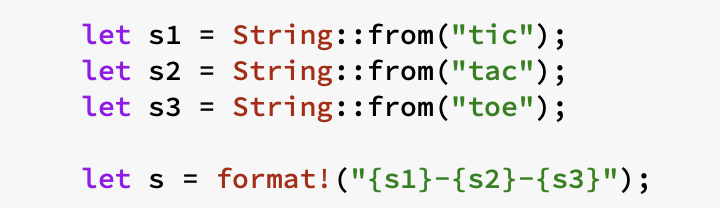 let s1 = String::from("tic");
let s2 = String::from("tac");
let s3 = String::from("toe");
let s = format!("{s1}-{s2}-{s3}");